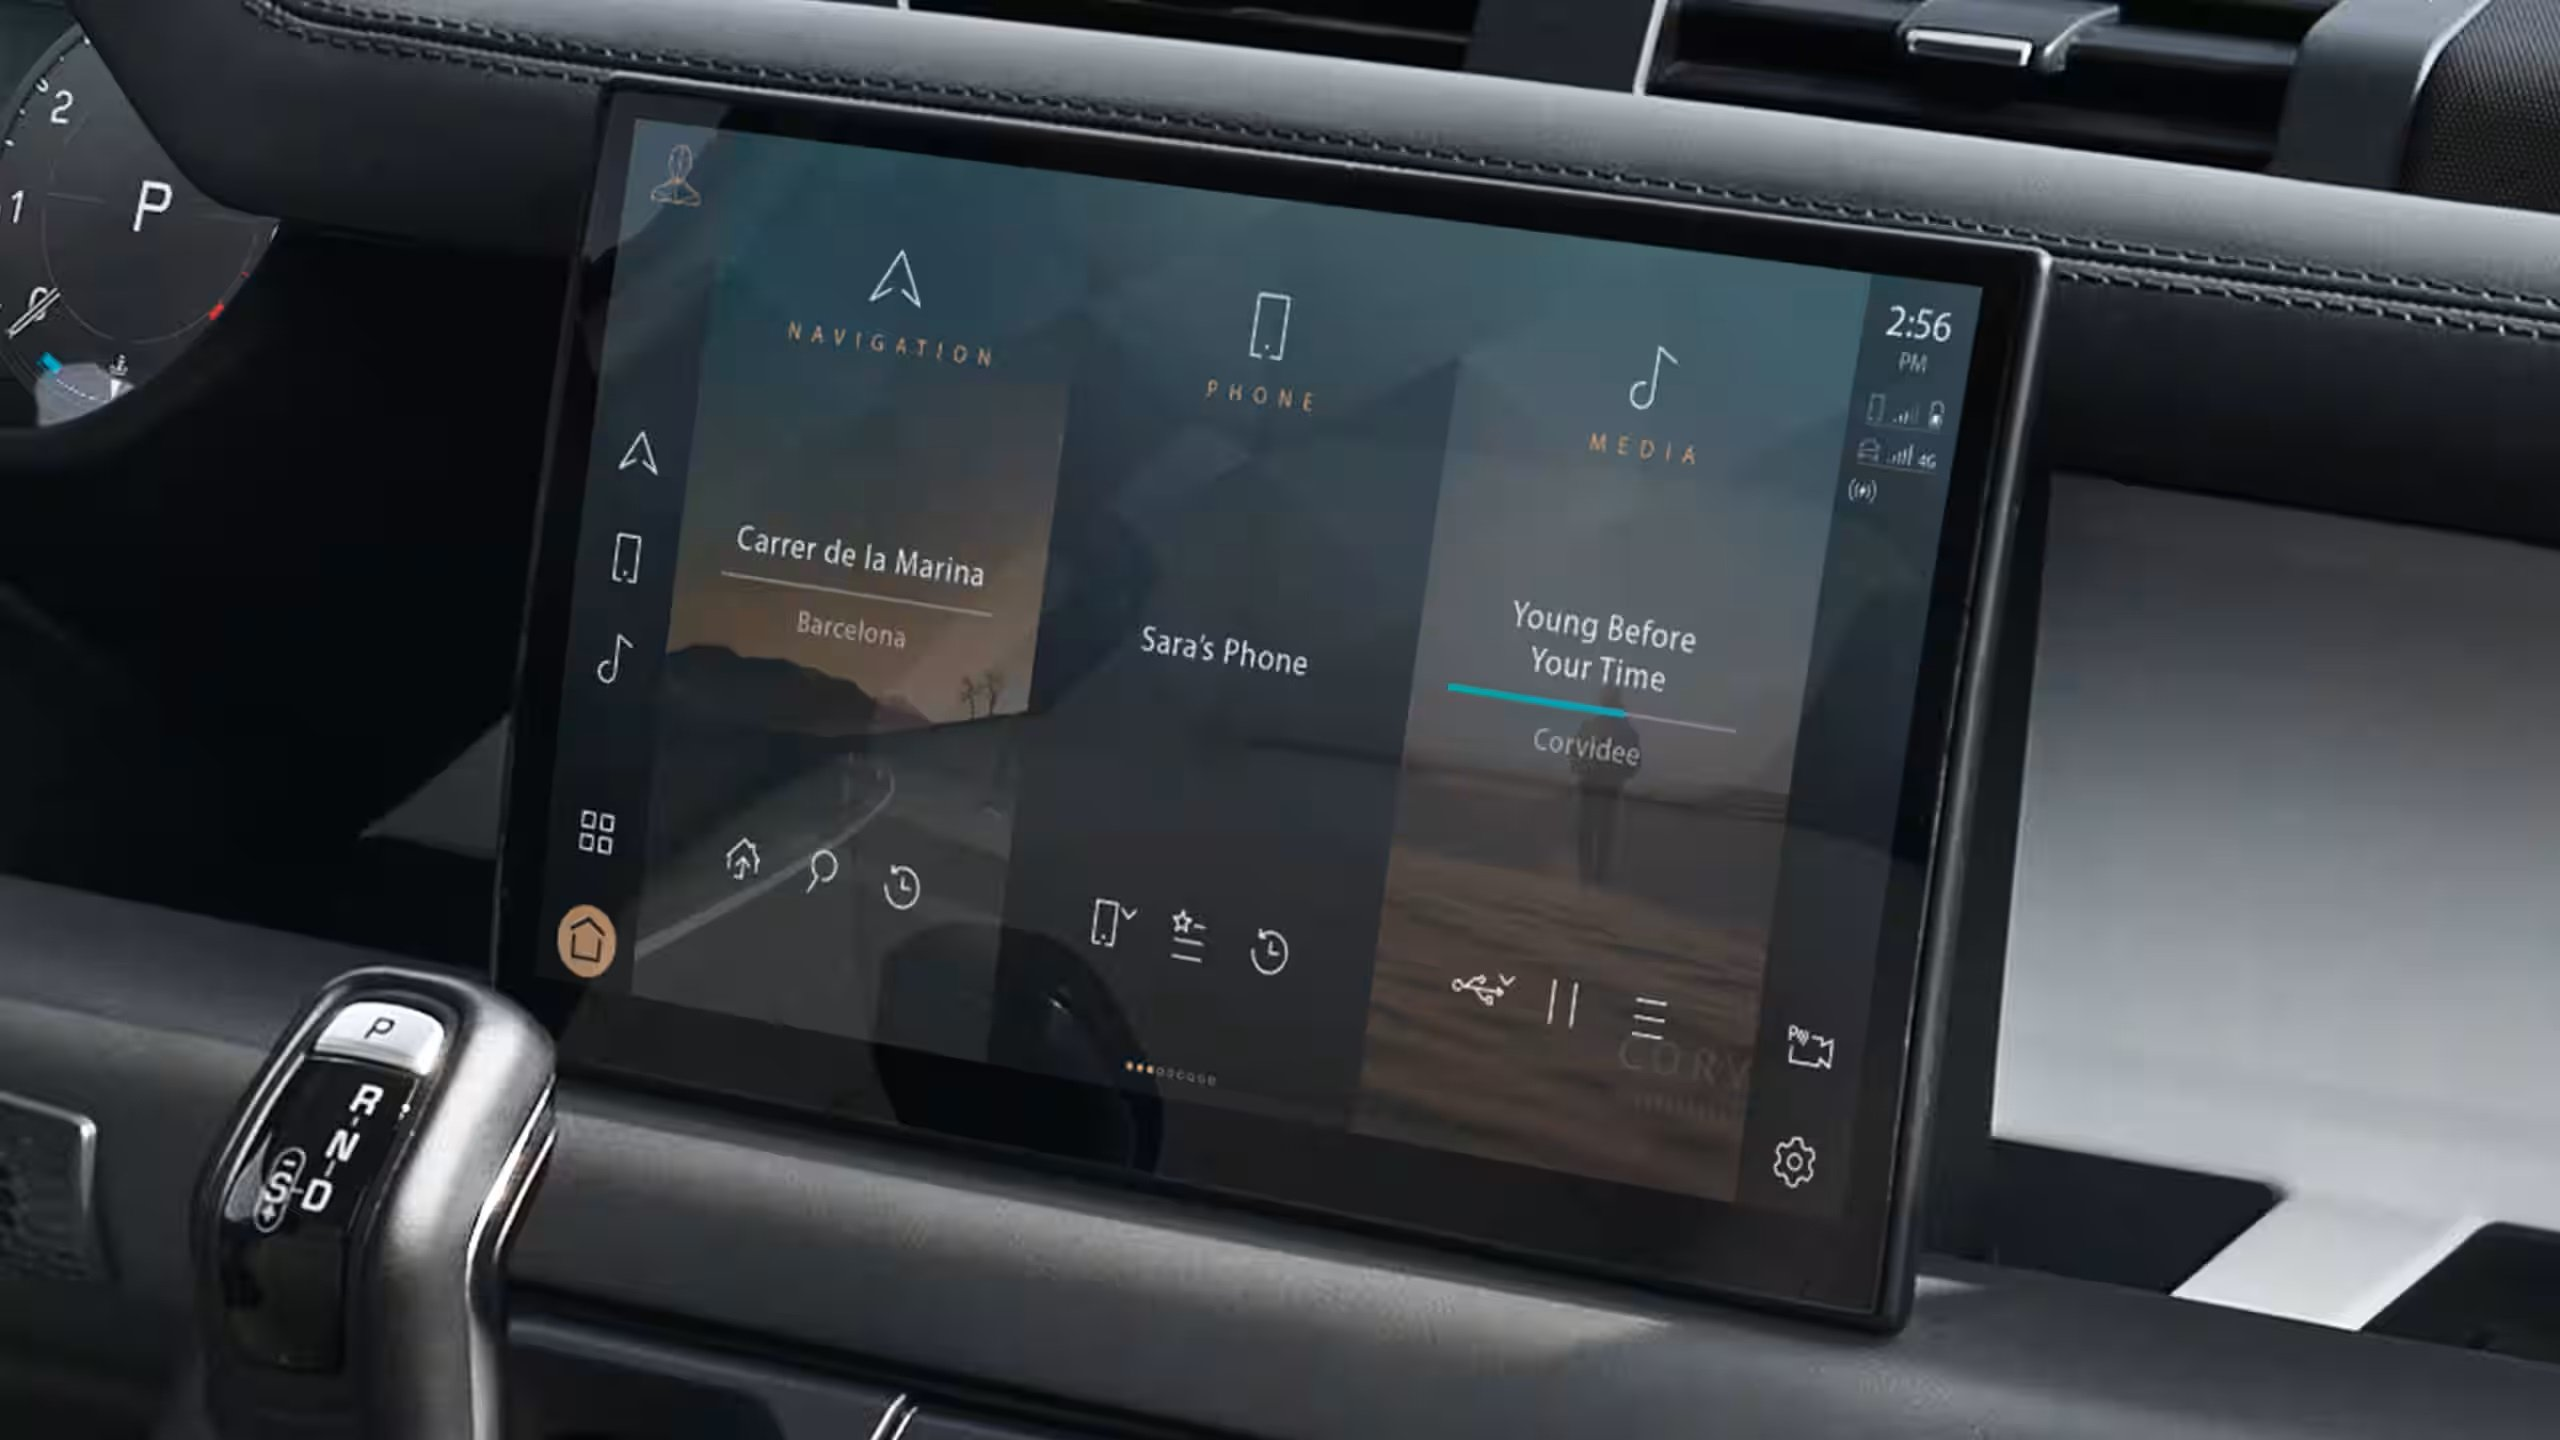 2
1
P
NAVIGATION
Carrer de la Marina
Barcelona
PHONE
Sara's Phone
MEDIA
Young Before
Your Time
Corvidee
CORV
2:56
PM
4G
P
P
R
N
S D